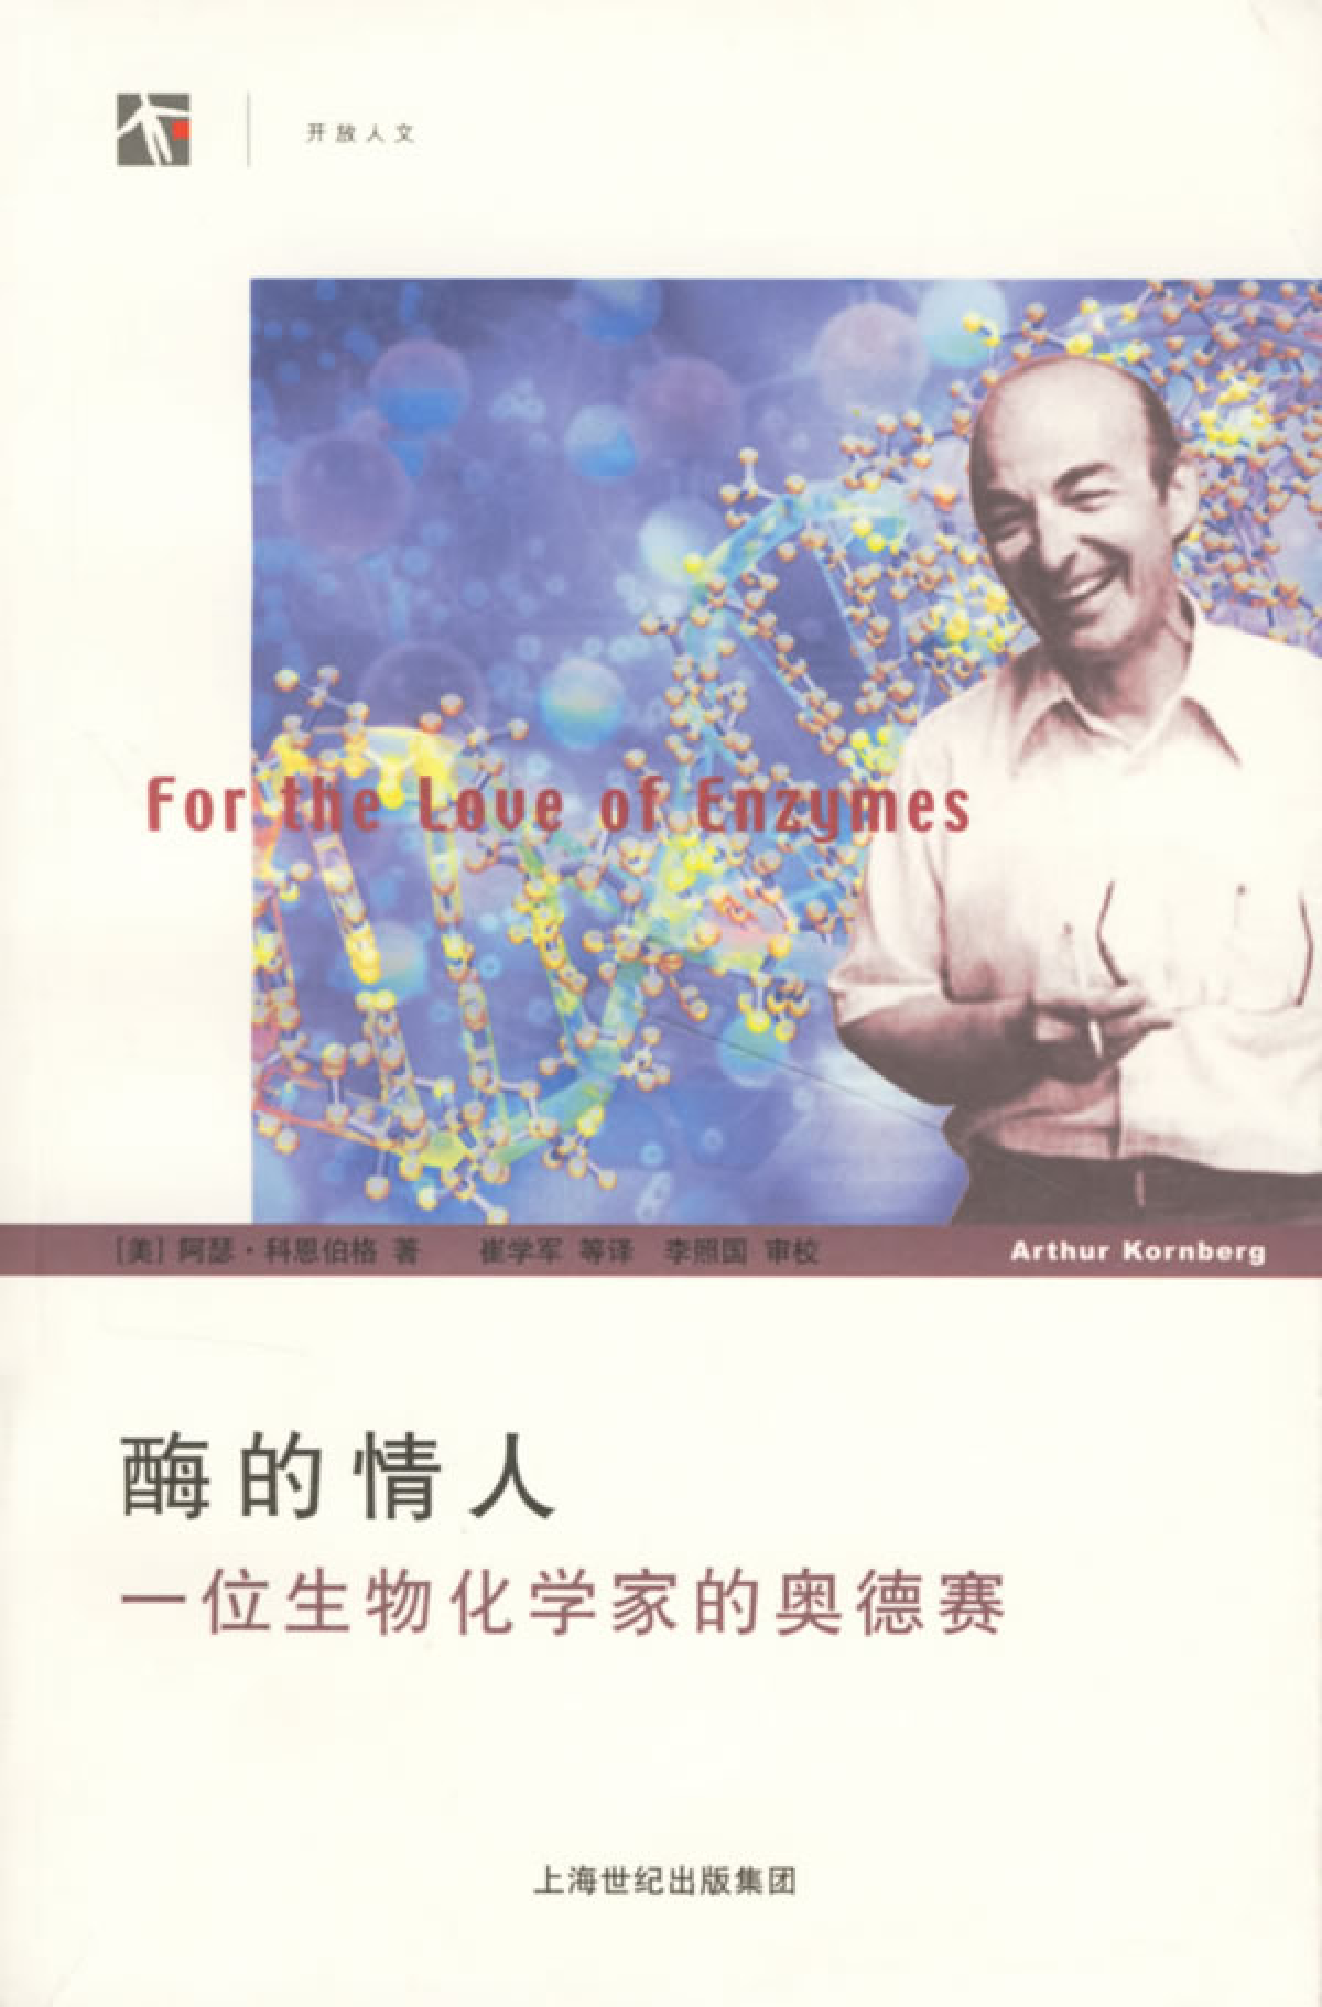 开放人文
For the Love of Enzymes
[美] 阿瑟·科恩伯格 著 崔学军 等译 李照国 审校 Arthur Kornberg
酶的情人
一位生物化学家的奥德赛
上海世纪出版集团